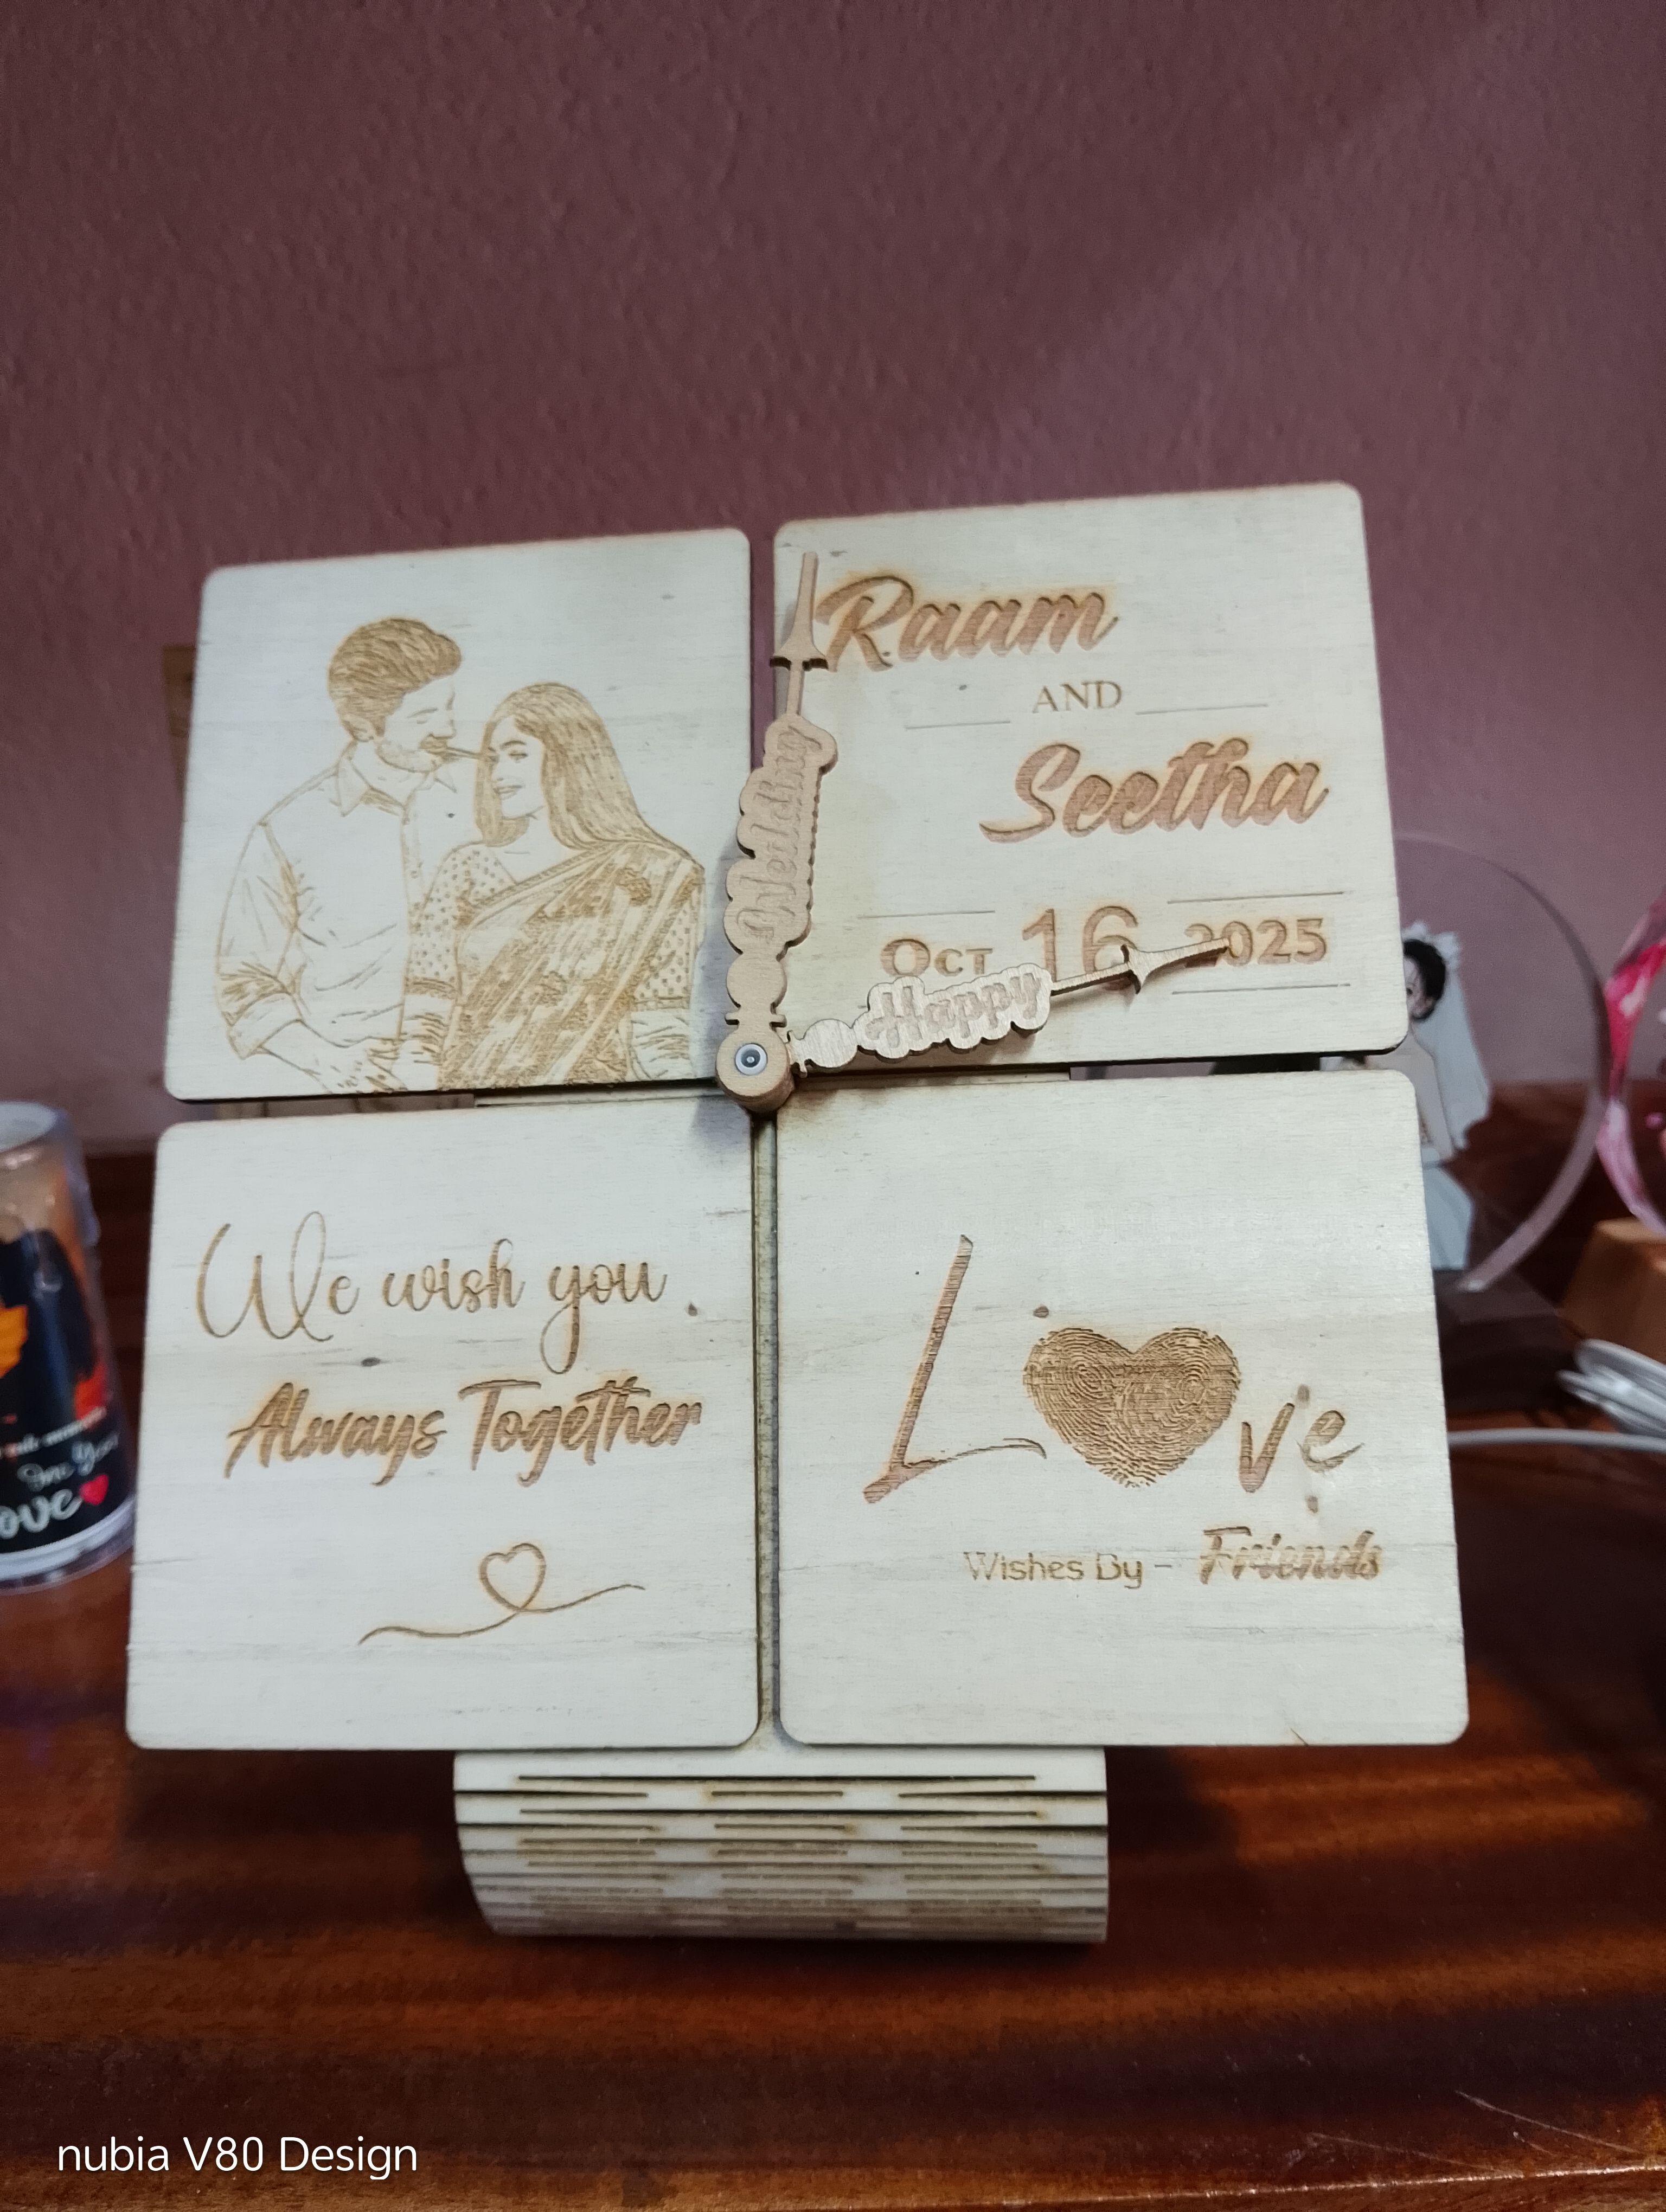 Raam
AND
Seetha
Oct 16 2025
Wedding
Happy
We wish you
Always Together
Love
Wishes By - Friends
ove
nubia V80 Design